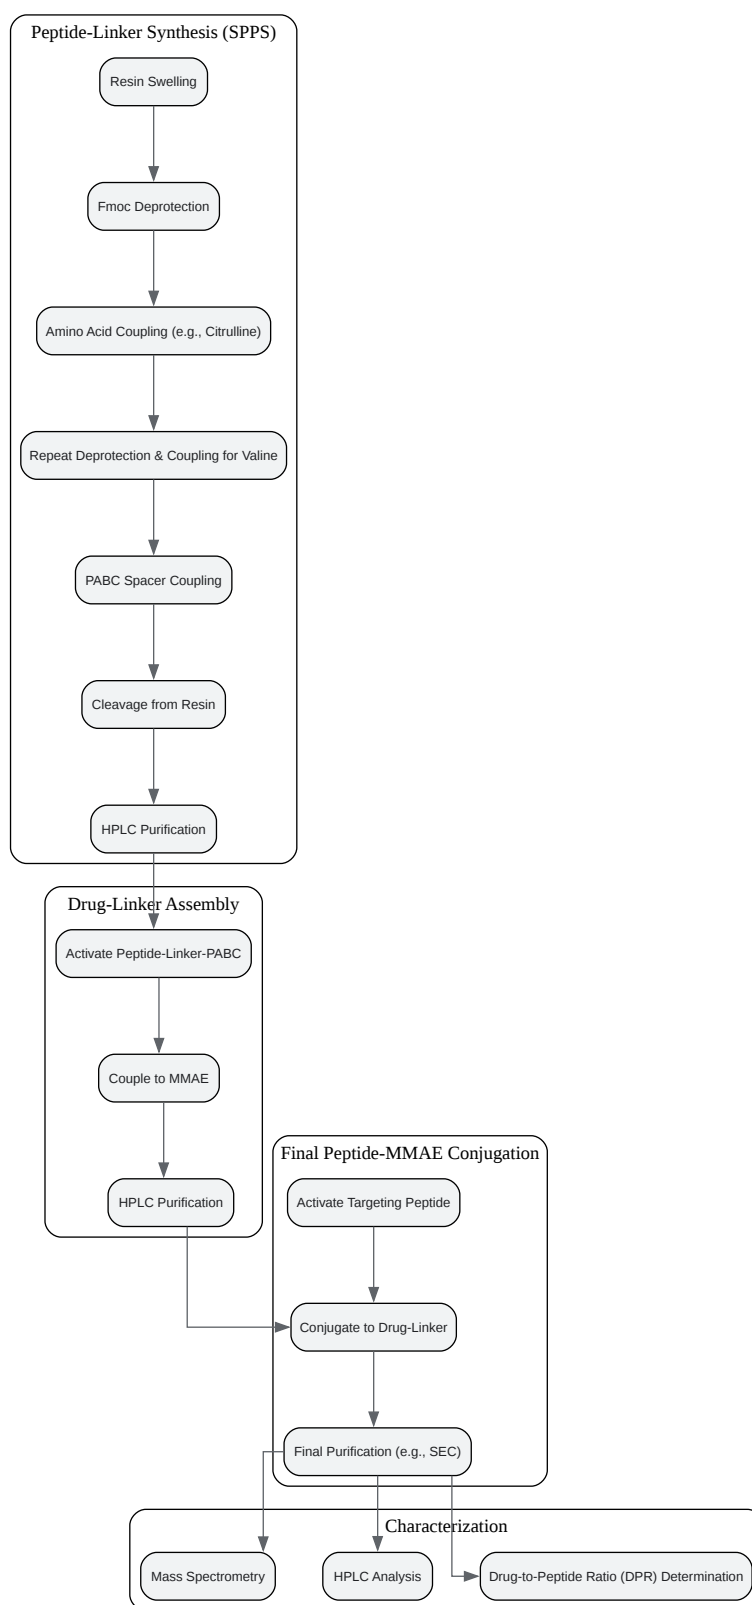 Peptide-Linker Synthesis (SPPS)
Resin Swelling
Fmoc Deprotection
Amino Acid Coupling (e.g., Citrulline)
Repeat Deprotection & Coupling for Valine
PABC Spacer Coupling
Cleavage from Resin
HPLC Purification
Drug-Linker Assembly
Activate Peptide-Linker-PABC
Couple to MMAE
HPLC Purification
Final Peptide-MMAE Conjugation
Activate Targeting Peptide
Conjugate to Drug-Linker
Final Purification (e.g., SEC)
Characterization
Mass Spectrometry
HPLC Analysis
Drug-to-Peptide Ratio (DPR) Determination